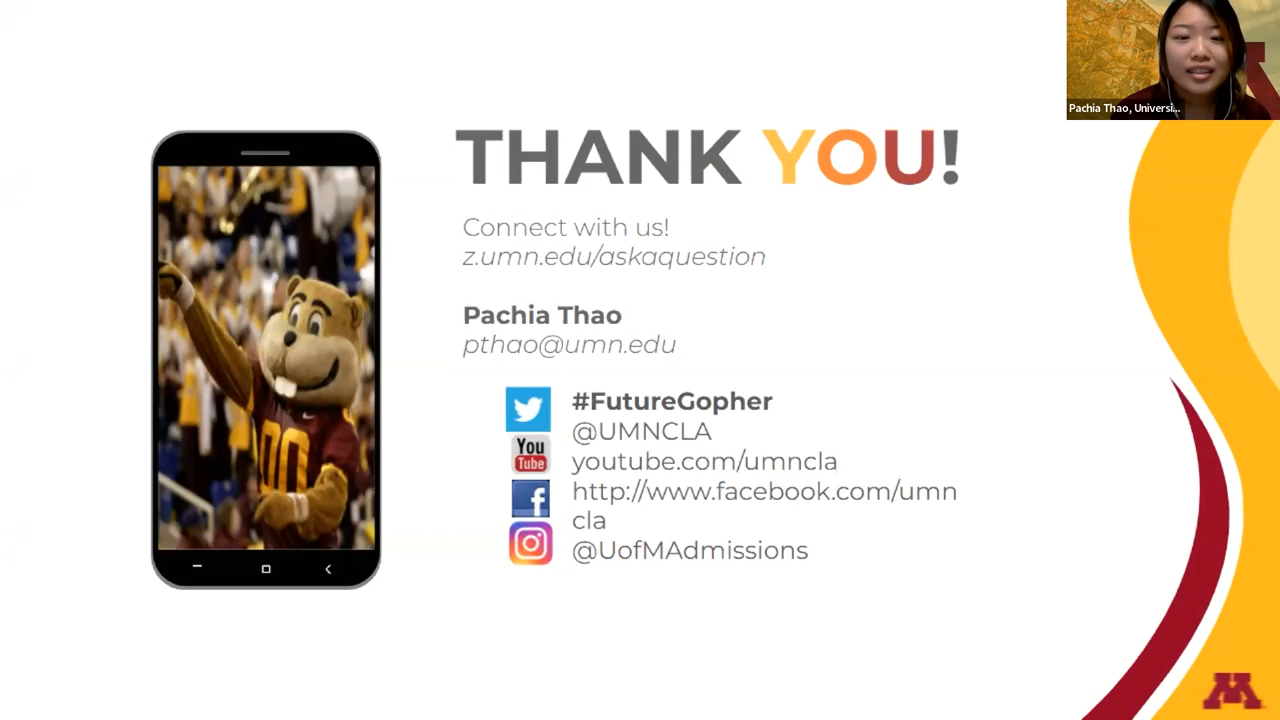 Pachia Thao, Universi...
THANK YOU!
Connect with us!
z.umn.edu/askaquestion
Pachia Thao
pthao@umn.edu
#FutureGopher
@UMNCLA
You
Tube
youtube.com/umncla
http://www.facebook.com/umn
cla
f
@UofMAdmissions
00
M